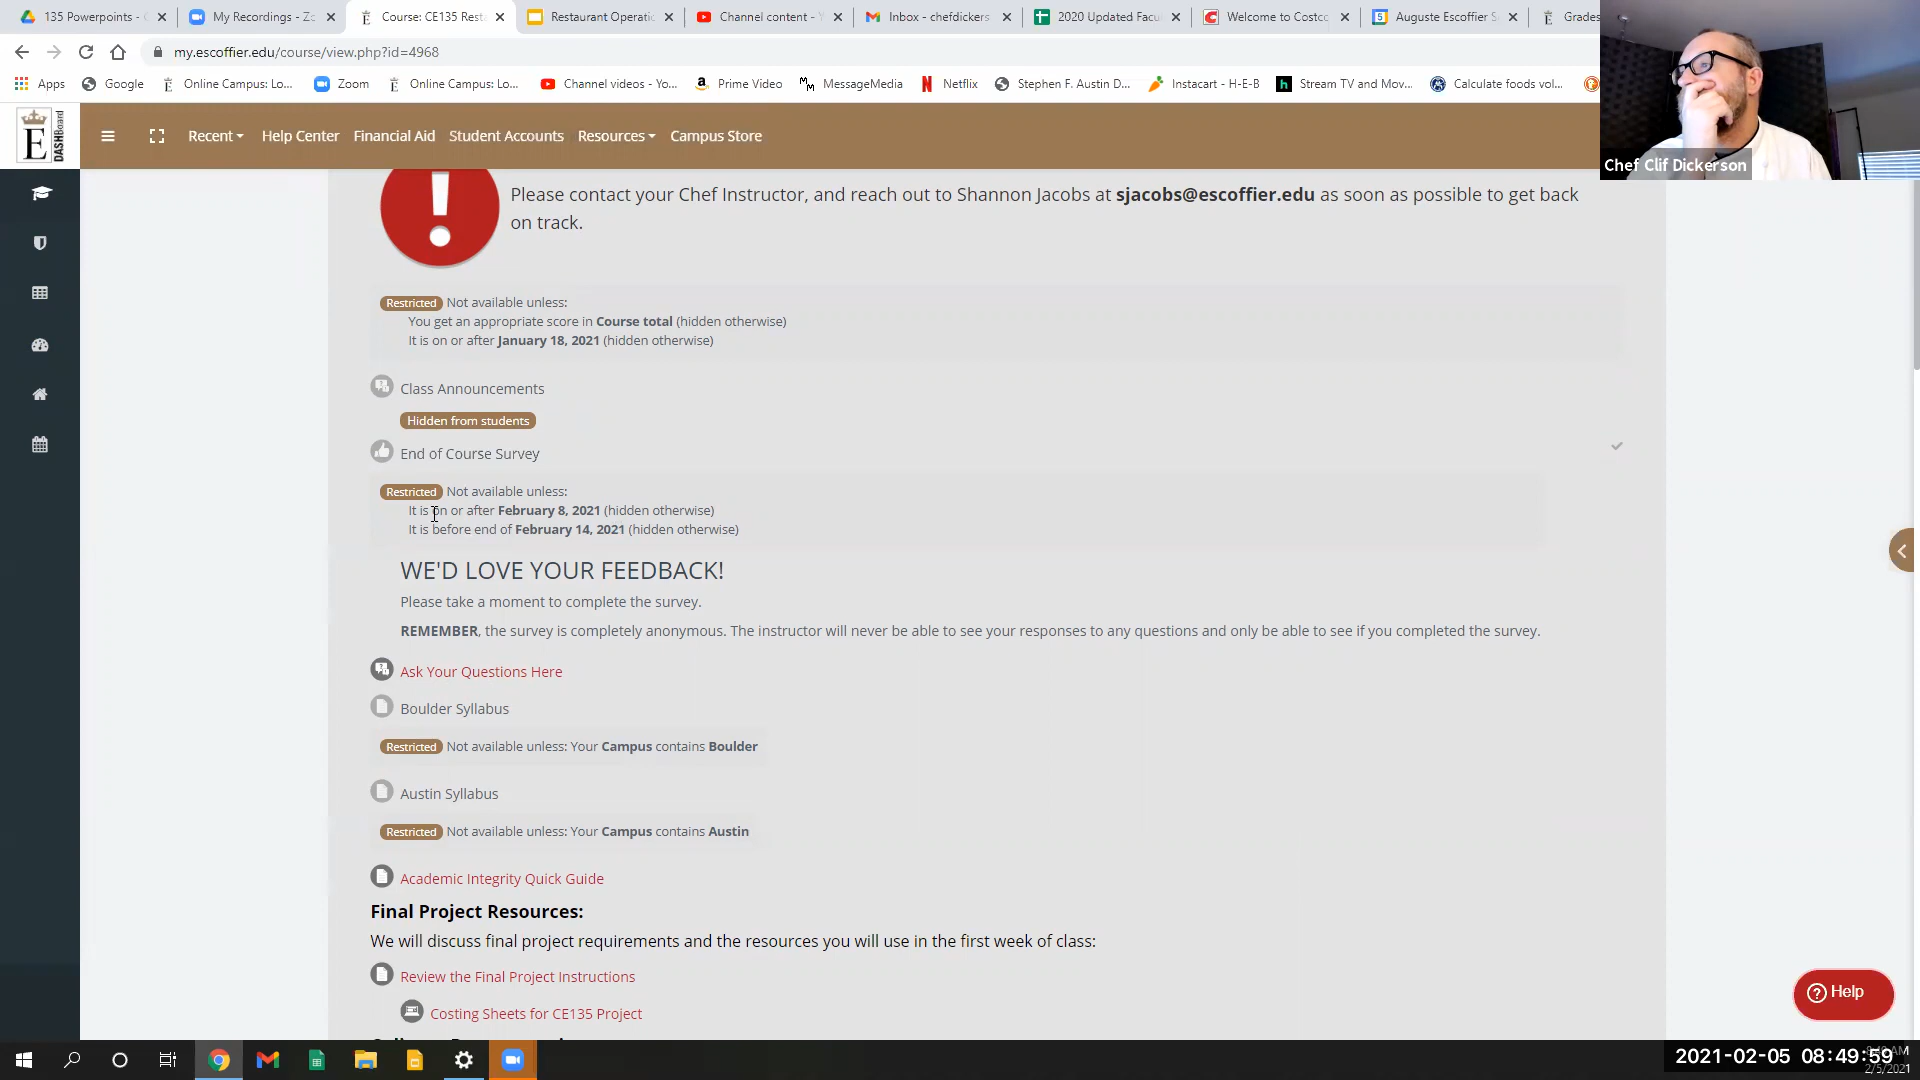 135 Powerpoints -
My Recordings - Zo
Course: CE135 Resta
Restaurant Operatio
Channel content - Y
Inbox - chefdickers
2020 Updated Facu
Welcome to Costco
Auguste Escoffier S
Grades
my.escoffier.edu/course/view.php?id=4968
Apps
Google
Online Campus: Lo...
Zoom
Online Campus: Lo...
Channel videos - Yo...
Prime Video
MessageMedia
Netflix
Stephen F. Austin D...
Instacart - H-E-B
Stream TV and Mov...
Calculate foods vol...
Chef Clif Dickerson
E DASHBoard
Recent
Help Center
Financial Aid
Student Accounts
Resources
Campus Store
Please contact your Chef Instructor, and reach out to Shannon Jacobs at sjacobs@escoffier.edu as soon as possible to get back
on track.
Restricted Not available unless:
You get an appropriate score in Course total (hidden otherwise)
It is on or after January 18, 2021 (hidden otherwise)
Class Announcements
Hidden from students
End of Course Survey
Restricted Not available unless:
It is on or after February 8, 2021 (hidden otherwise)
It is before end of February 14, 2021 (hidden otherwise)
WE'D LOVE YOUR FEEDBACK!
Please take a moment to complete the survey.
REMEMBER, the survey is completely anonymous. The instructor will never be able to see your responses to any questions and only be able to see if you completed the survey.
Ask Your Questions Here
Boulder Syllabus
Restricted Not available unless: Your Campus contains Boulder
Austin Syllabus
Restricted Not available unless: Your Campus contains Austin
Academic Integrity Quick Guide
Final Project Resources:
We will discuss final project requirements and the resources you will use in the first week of class:
Review the Final Project Instructions
Costing Sheets for CE135 Project
Help
2021-02-05 08:49:59
2/5/2021